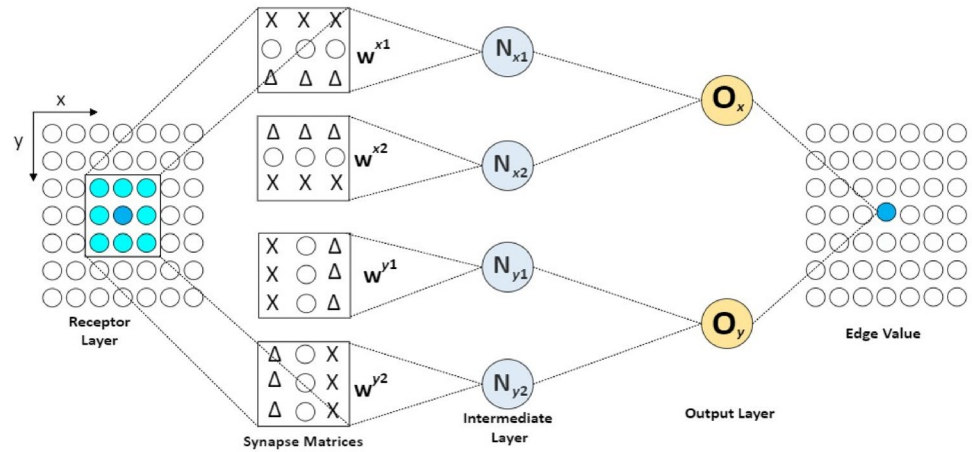 x
y
Receptor
Layer
X X X
Δ Δ Δ
w^x1
Δ Δ Δ
X X X
w^x2
X Δ
X Δ
X Δ
w^y1
Δ X
Δ X
Δ X
w^y2
Synapse Matrices
N_x1
N_x2
N_y1
N_y2
Intermediate
Layer
O_x
O_y
Output Layer
Edge Value